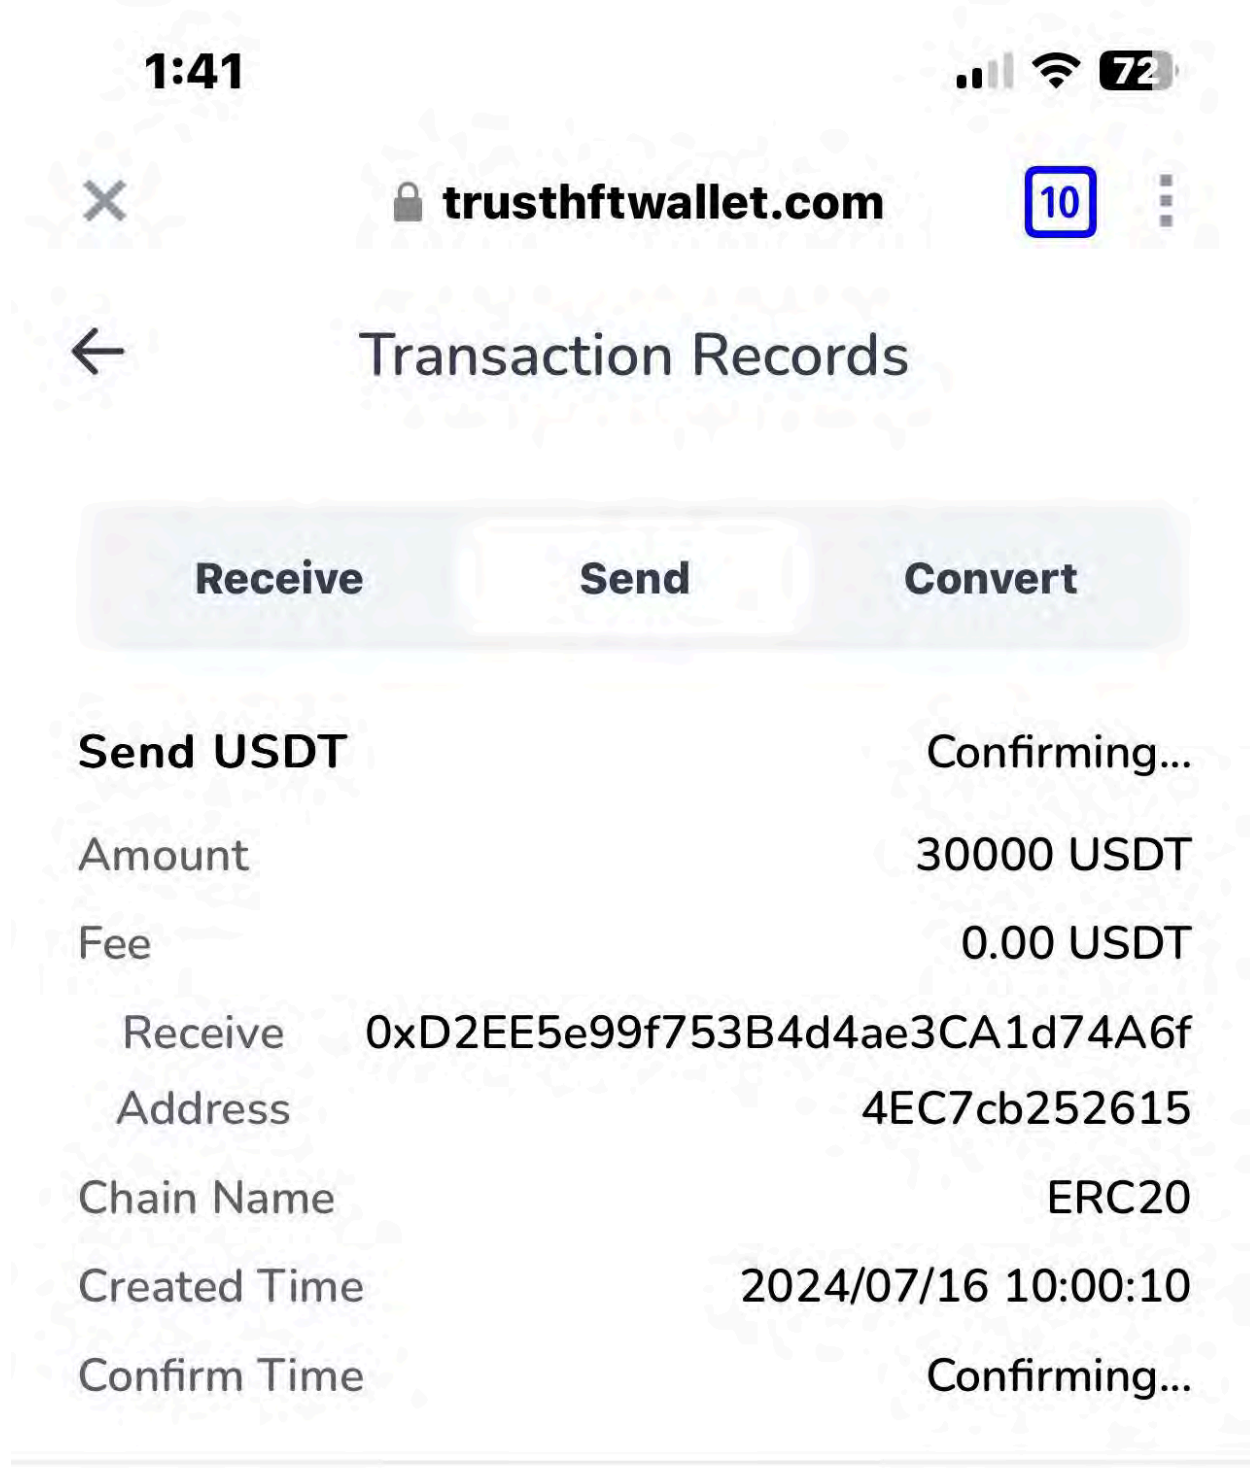 1:41
72
trusthftwallet.com
10
Transaction Records
Receive Send Convert
Send USDT Confirming...
Amount 30000 USDT
Fee 0.00 USDT
Receive 0xD2EE5e99f753B4d4ae3CA1d74A6f
Address 4EC7cb252615
Chain Name ERC20
Created Time 2024/07/16 10:00:10
Confirm Time Confirming...